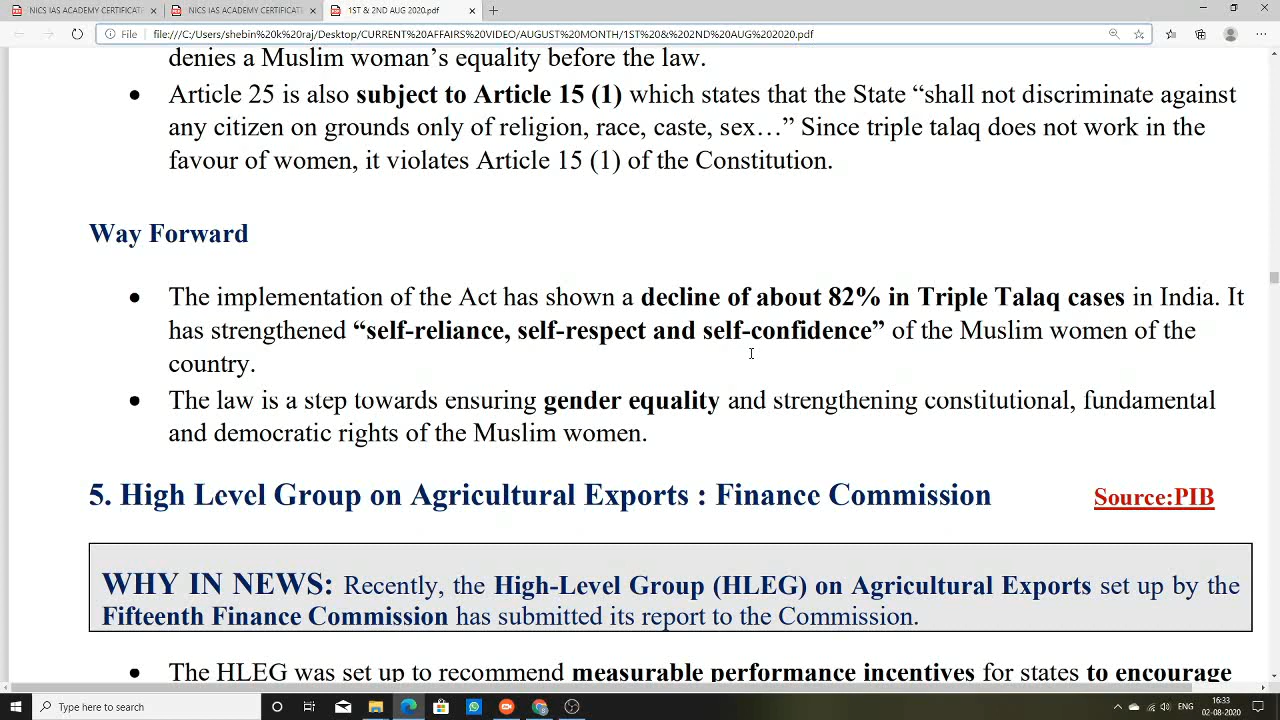 NICS IAS ACADEMY CERTIFICATE
NICS IAS ACADEMY CERTIFICATE
1ST & 2ND AUG 2020.pdf
File
file:///C:/Users/shebin%20k%20raj/Desktop/CURRENT%20AFFAIRS%20VIDEO/AUGUST%20MONTH/1ST%20&%202ND%20AUG%202020.pdf
denies a Muslim woman’s equality before the law.
• Article 25 is also subject to Article 15 (1) which states that the State “shall not discriminate against
any citizen on grounds only of religion, race, caste, sex…” Since triple talaq does not work in the
favour of women, it violates Article 15 (1) of the Constitution.
Way Forward
• The implementation of the Act has shown a decline of about 82% in Triple Talaq cases in India. It
has strengthened “self-reliance, self-respect and self-confidence” of the Muslim women of the
country.
• The law is a step towards ensuring gender equality and strengthening constitutional, fundamental
and democratic rights of the Muslim women.
5. High Level Group on Agricultural Exports : Finance Commission Source:PIB
WHY IN NEWS: Recently, the High-Level Group (HLEG) on Agricultural Exports set up by the
Fifteenth Finance Commission has submitted its report to the Commission.
• The HLEG was set up to recommend measurable performance incentives for states to encourage
Type here to search
ENG
16:33
02-08-2020